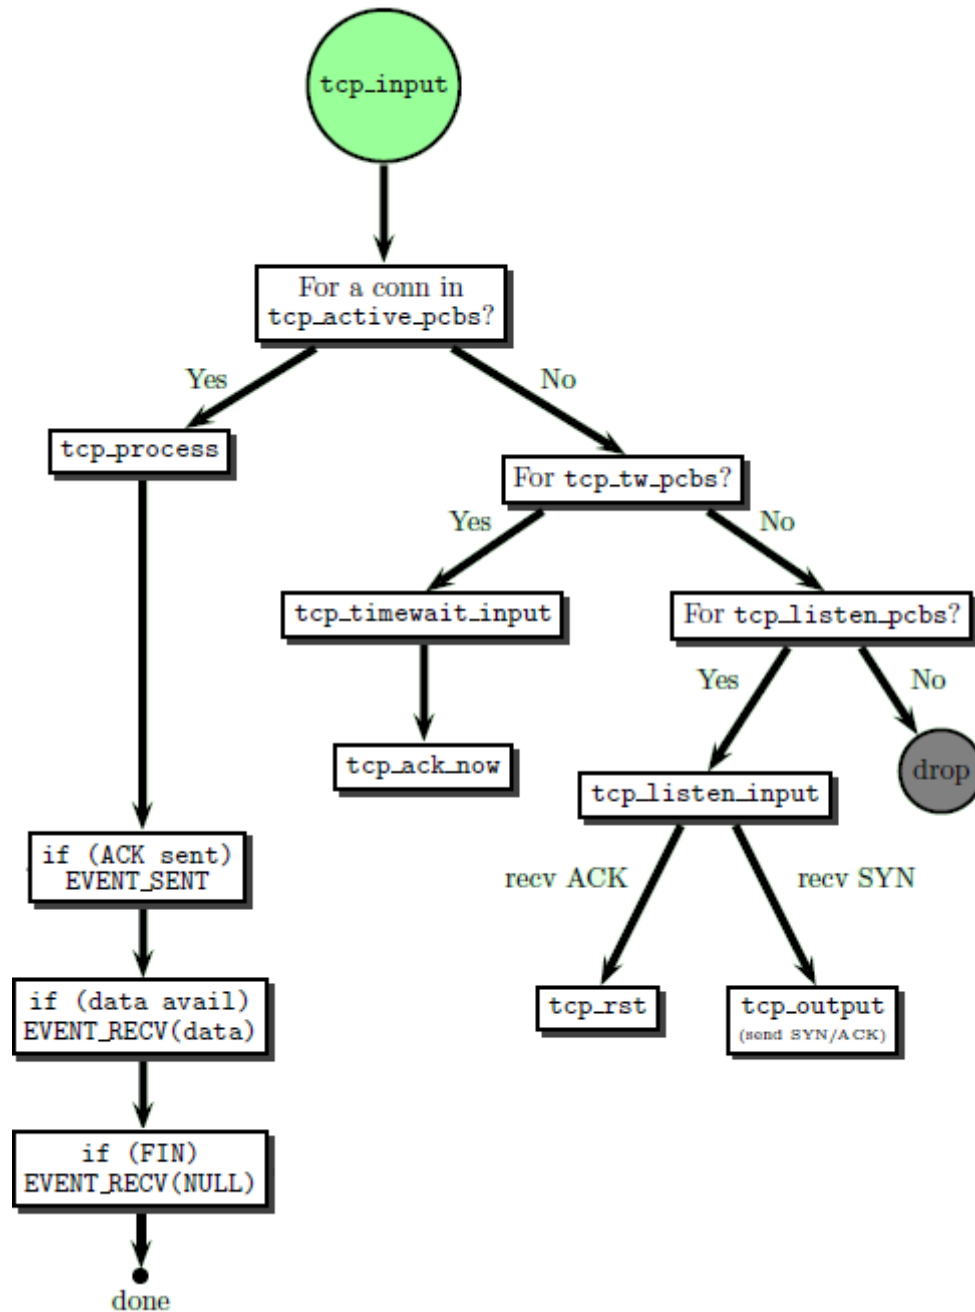 tcp_input
For a conn in
tcp_active_pcbs?
Yes
No
tcp_process
For tcp_tw_pcbs?
Yes
No
tcp_timewait_input
For tcp_listen_pcbs?
Yes
No
tcp_ack_now
drop
tcp_listen_input
if (ACK sent)
EVENT_SENT
recv ACK
recv SYN
if (data avail)
EVENT_RECV(data)
tcp_rst
tcp_output
(send SYN/ACK)
if (FIN)
EVENT_RECV(NULL)
done